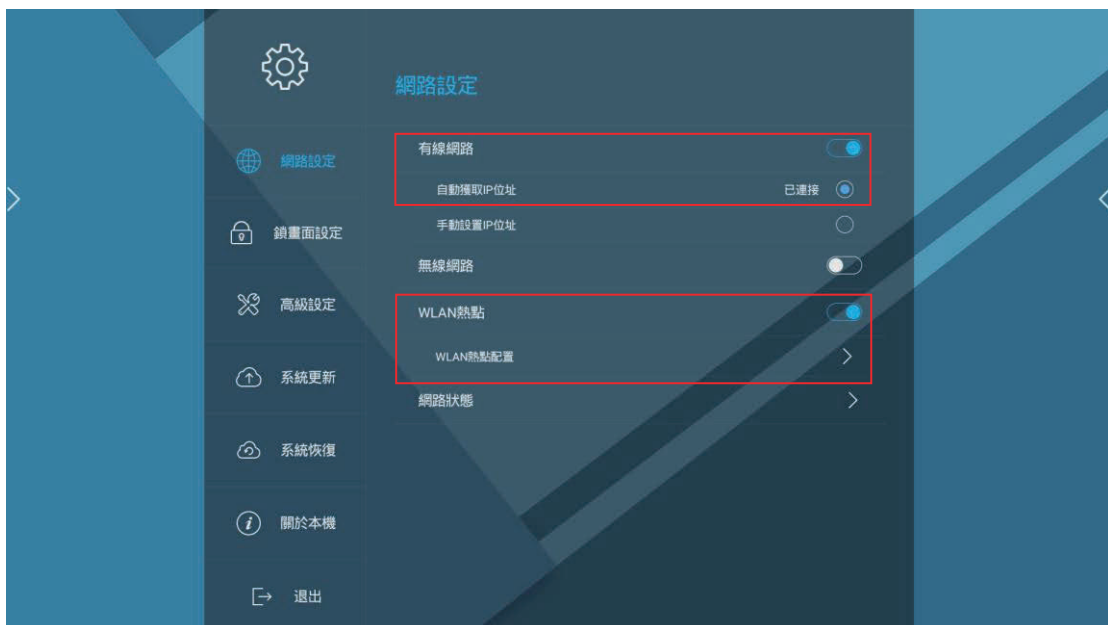 網路設定
網路設定
鎖畫面設定
高級設定
系統更新
系統恢復
關於本機
退出
有線網路
自動獲取IP位址 已連接
手動設置IP位址
無線網路
WLAN熱點
WLAN熱點配置
網路狀態